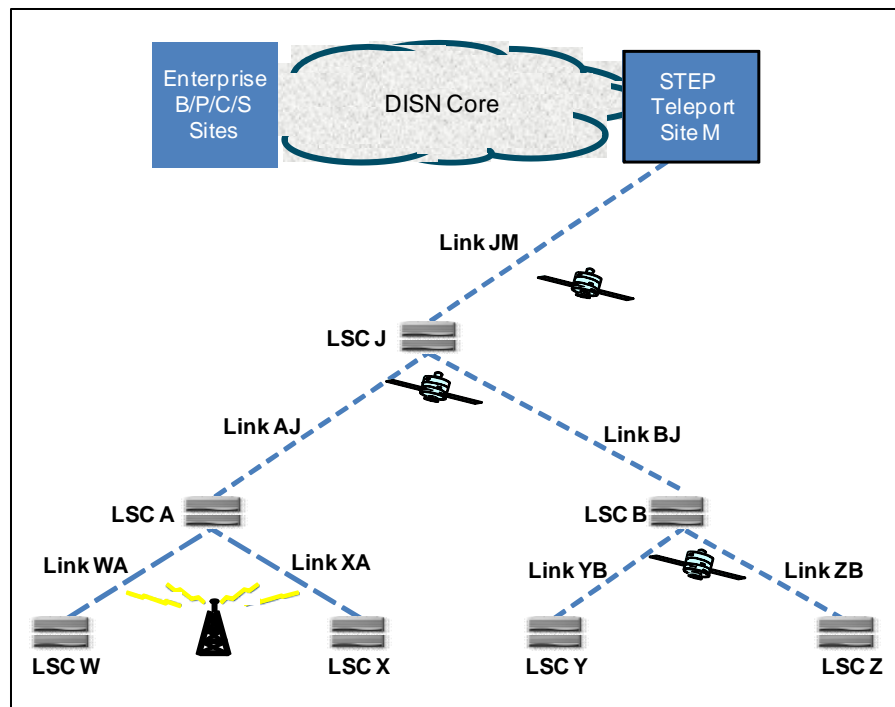 Enterprise
B/P/C/S
Sites
DISN Core
STEP
Teleport
Site M
Link JM
LSC J
Link AJ
Link BJ
LSC A
LSC B
Link WA
Link XA
Link YB
Link ZB
LSC W
LSC X
LSC Y
LSC Z